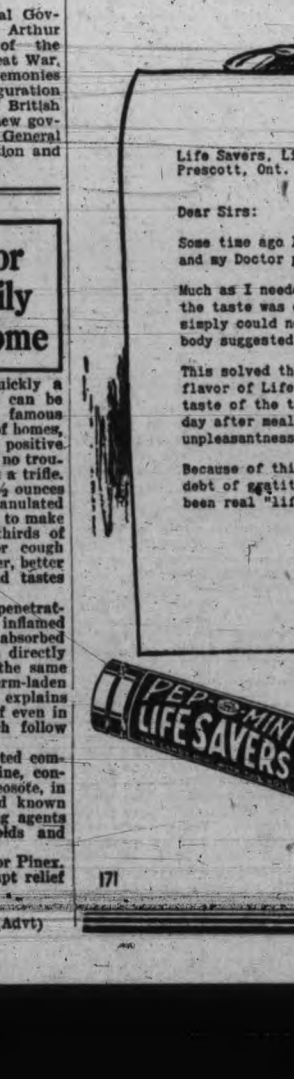 al Gov-
Arthur
of the
eat War.
emonies
guration
British
ew gov-
General
ion and
or
ily
ome
uickly a
can be
famous
of homes,
positive
no trou-
a trifle.
½ ounces
anulated
to make
thirds of
r cough
er, better
d tastes
penetrat-
inflamed
absorbed
directly
the same
rm-laden
explains
f even in
ch follow
ted com-
ine, con-
eosote, in
d known
g agents
olds and
or Pinex.
pt relief
Advt)
Life Savers, Li
Prescott, Ont.
Dear Sirs:
Some time ago I
and my Doctor p
Much as I neede
the taste was
simply could n
body suggested
This solved th
flavor of Life
taste of the t
day after meal
unpleasantness
Because of thi
debt of gratit
been real "lif
PEP-O-MINT
LIFE SAVERS
171